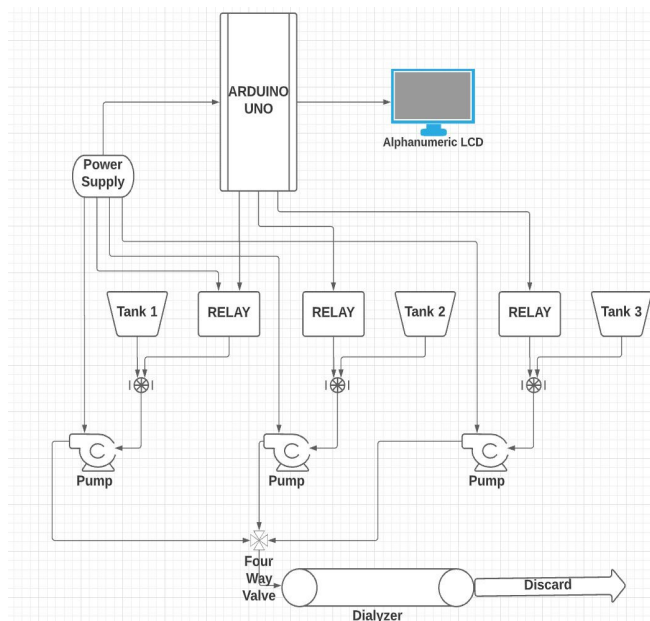 ARDUINO
UNO
Alphanumeric LCD
Power
Supply
Tank 1
RELAY
RELAY
Tank 2
RELAY
Tank 3
Pump
Pump
Pump
Four
Way
Valve
Discard
Dialyzer